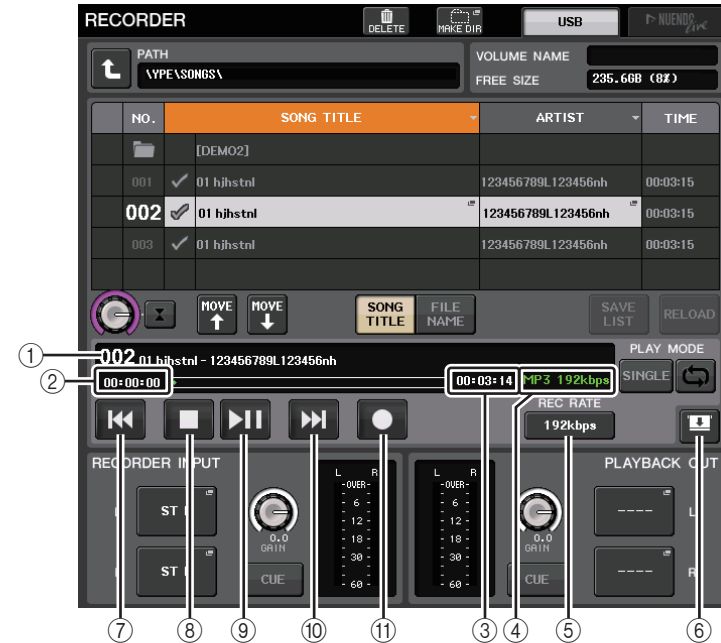 RECORDER DELETE MAKE DIR USB NUENDO Live
PATH VOLUME NAME
\YPE\SONGS\
FREE SIZE 235.6GB (8%)
NO. SONG TITLE ARTIST TIME
[DEMO2]
001 01 hjhstnl 123456789L123456nh 00:03:15
002 01 hjhstnl 123456789L123456nh 00:03:15
003 01 hjhstnl 123456789L123456nh 00:03:15
MOVE MOVE SONG TITLE FILE NAME SAVE LIST RELOAD
① 002 01 hjhstnl - 123456789L123456nh PLAY MODE
② 00:00:00 00:03:14 MP3 192kbps SINGLE
REC RATE
192kbps
RECORDER INPUT L R L R PLAYBACK OUT
-OVER- -OVER-
ST 6 6 ---- L
12 12
0.0 18 18 0.0
GAIN GAIN
ST 30 30 ---- R
CUE 60 60 CUE
⑦ ⑧ ⑨ ⑩ ⑪ ③ ④ ⑤ ⑥